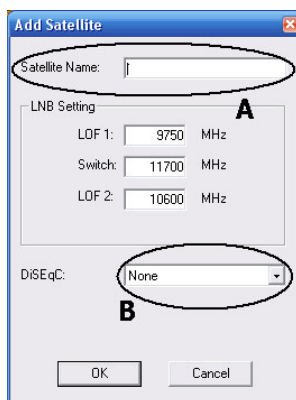 Add Satellite
Satellite Name:
A
LNB Setting
LOF 1: 9750 MHz
Switch: 11700 MHz
LOF 2: 10600 MHz
DiSEqC: None
B
OK Cancel